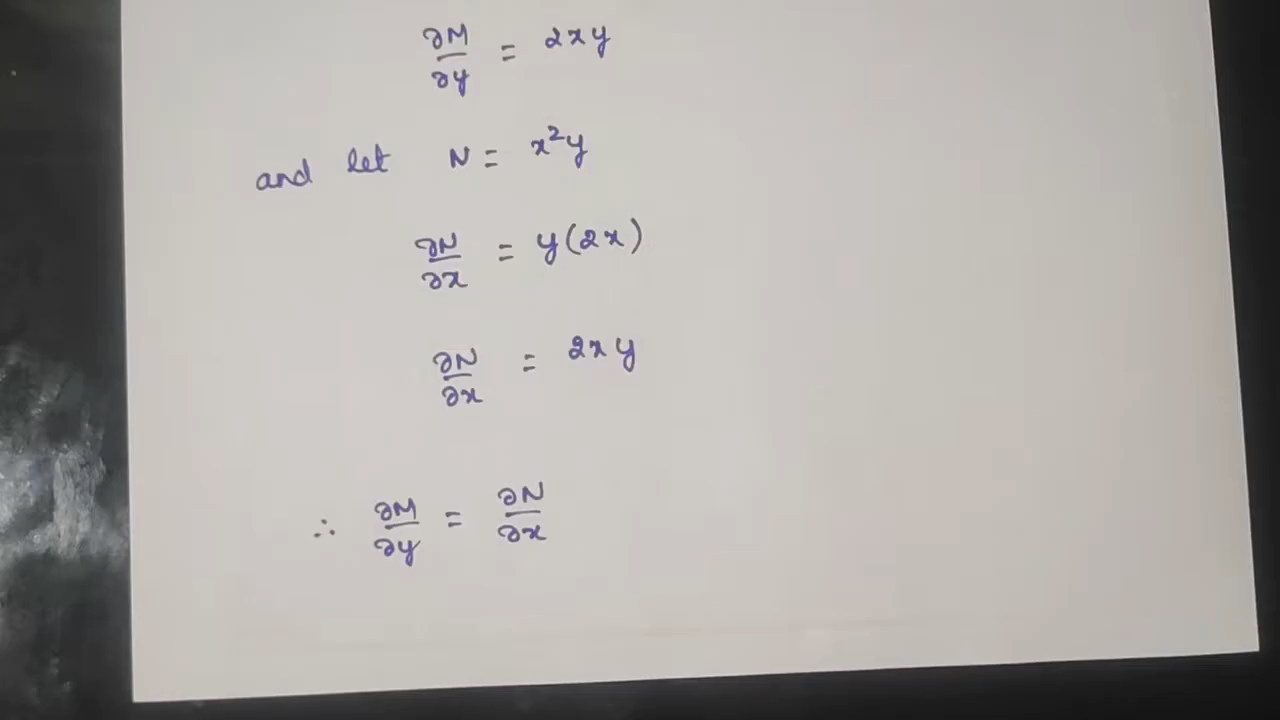 ∂M/∂y = 2xy
and let N = x²y
∂N/∂x = y(2x)
∂N/∂x = 2xy
∴ ∂M/∂y = ∂N/∂x